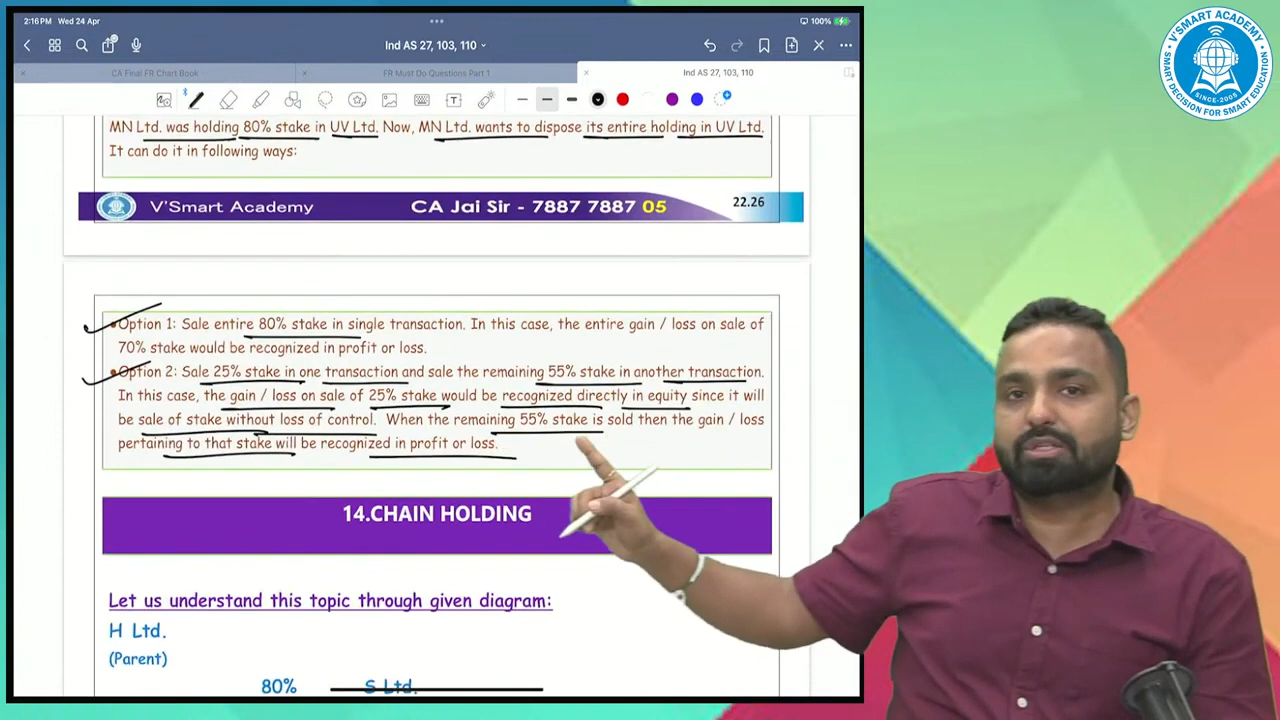 2:16 PM Wed 24 Apr
100%
Ind AS 27, 103, 110
CA Final FR Chart Book
FR Must Do Questions Part 1
Ind AS 27, 103, 110
MN Ltd. was holding 80% stake in UV Ltd. Now, MN Ltd. wants to dispose its entire holding in UV Ltd.
It can do it in following ways:
V'Smart Academy CA Jai Sir - 7887 7887 05 22.26
•Option 1: Sale entire 80% stake in single transaction. In this case, the entire gain / loss on sale of
70% stake would be recognized in profit or loss.
•Option 2: Sale 25% stake in one transaction and sale the remaining 55% stake in another transaction.
In this case, the gain / loss on sale of 25% stake would be recognized directly in equity since it will
be sale of stake without loss of control. When the remaining 55% stake is sold then the gain / loss
pertaining to that stake will be recognized in profit or loss.
14.CHAIN HOLDING
Let us understand this topic through given diagram:
H Ltd.
(Parent)
80% S Ltd.
V'SMART ACADEMY
SINCE-2005
SMART DECISION FOR SMART EDUCATION